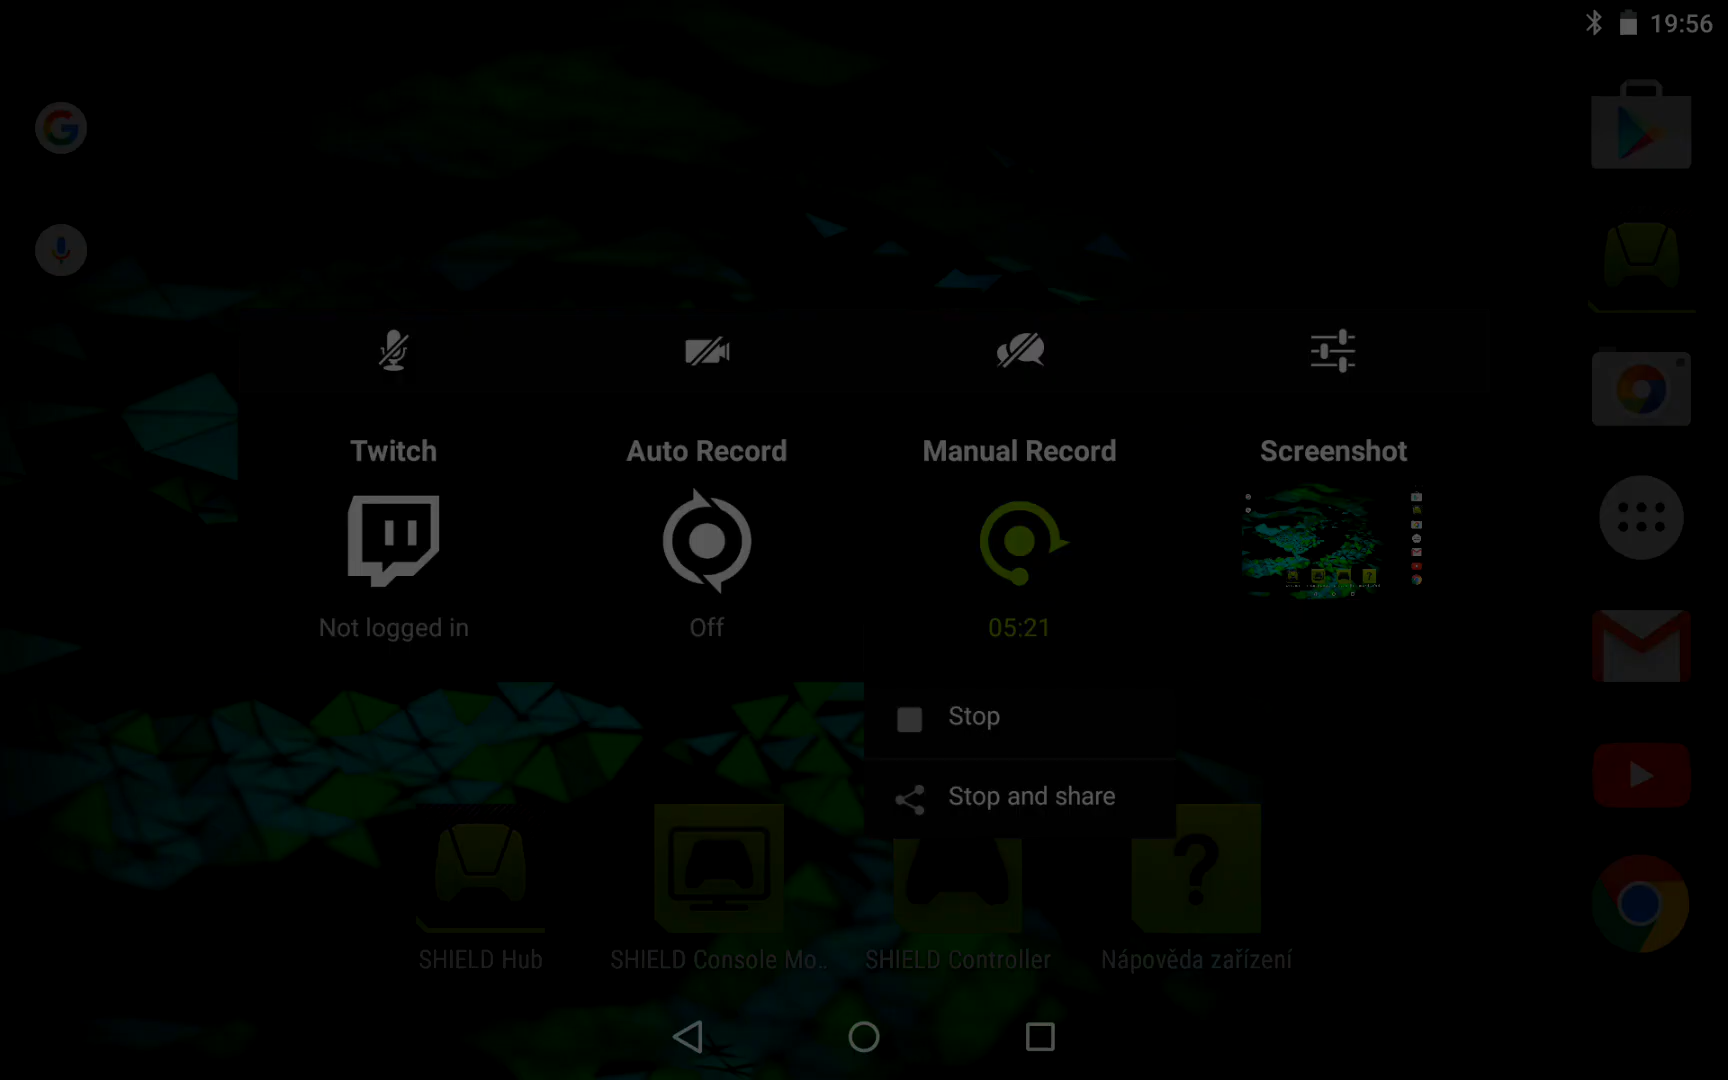 19:56
Twitch
Auto Record
Manual Record
Screenshot
Not logged in
Off
05:21
Stop
Stop and share
SHIELD Hub
SHIELD Console Mo..
SHIELD Controller
Nápověda zařízení